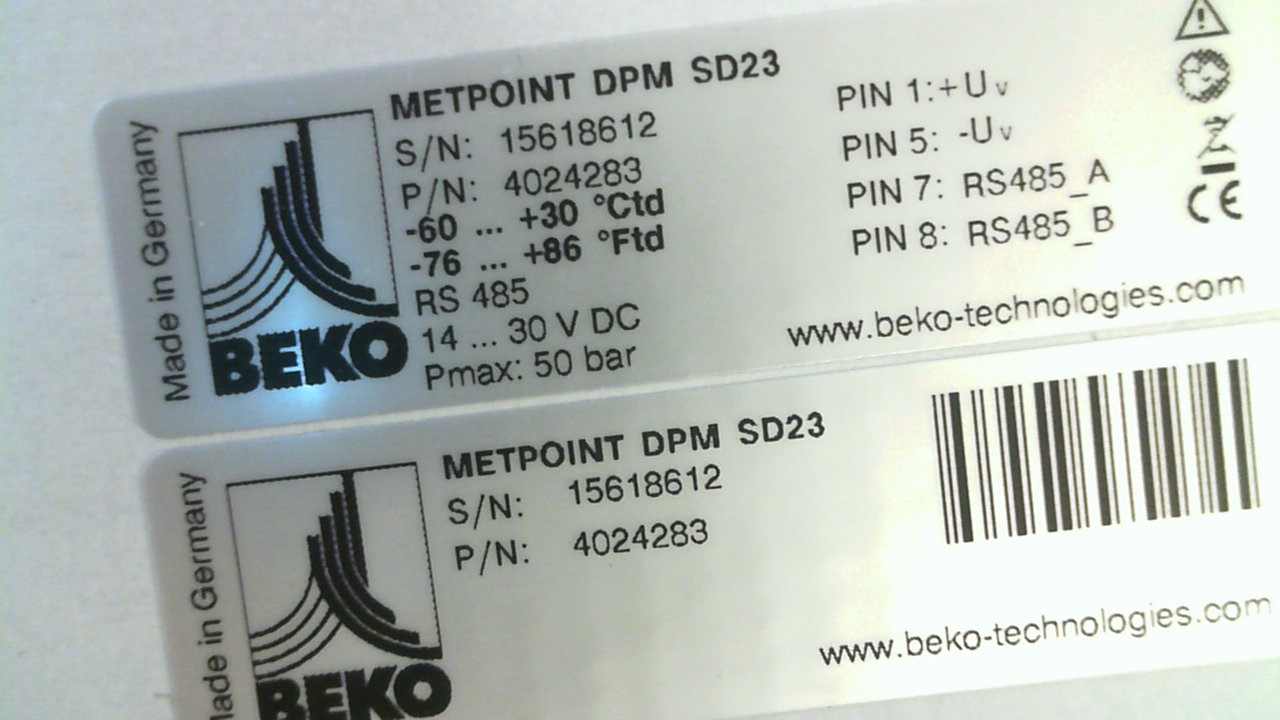 Made in Germany
BEKO
METPOINT DPM SD23
S/N: 15618612
P/N: 4024283
-60 ... +30 °Ctd
-76 ... +86 °Ftd
RS 485
14 ... 30 V DC
Pmax: 50 bar
PIN 1:+Uv
PIN 5: -Uv
PIN 7: RS485_A
PIN 8: RS485_B
CE
www.beko-technologies.com
Made in Germany
BEKO
METPOINT DPM SD23
S/N: 15618612
P/N: 4024283
www.beko-technologies.com